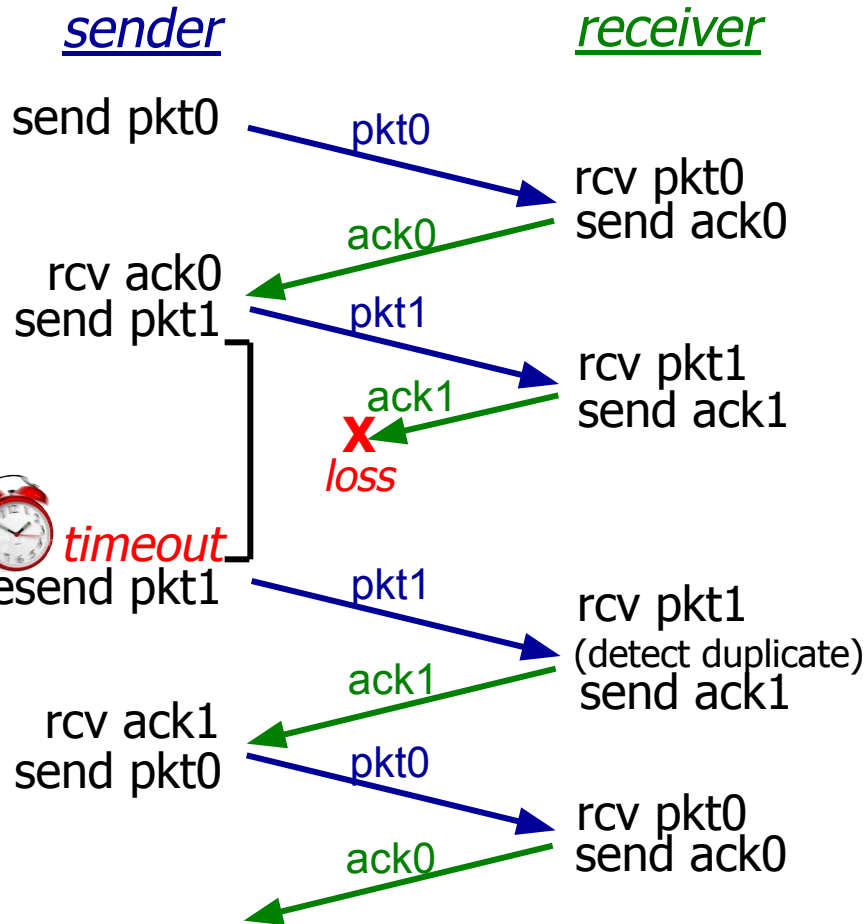 sender
receiver
send pkt0
pkt0
rcv pkt0
send ack0
ack0
rcv ack0
send pkt1
pkt1
rcv pkt1
send ack1
ack1
X
loss
timeout
esend pkt1
pkt1
rcv pkt1
(detect duplicate)
send ack1
ack1
rcv ack1
send pkt0
pkt0
rcv pkt0
send ack0
ack0